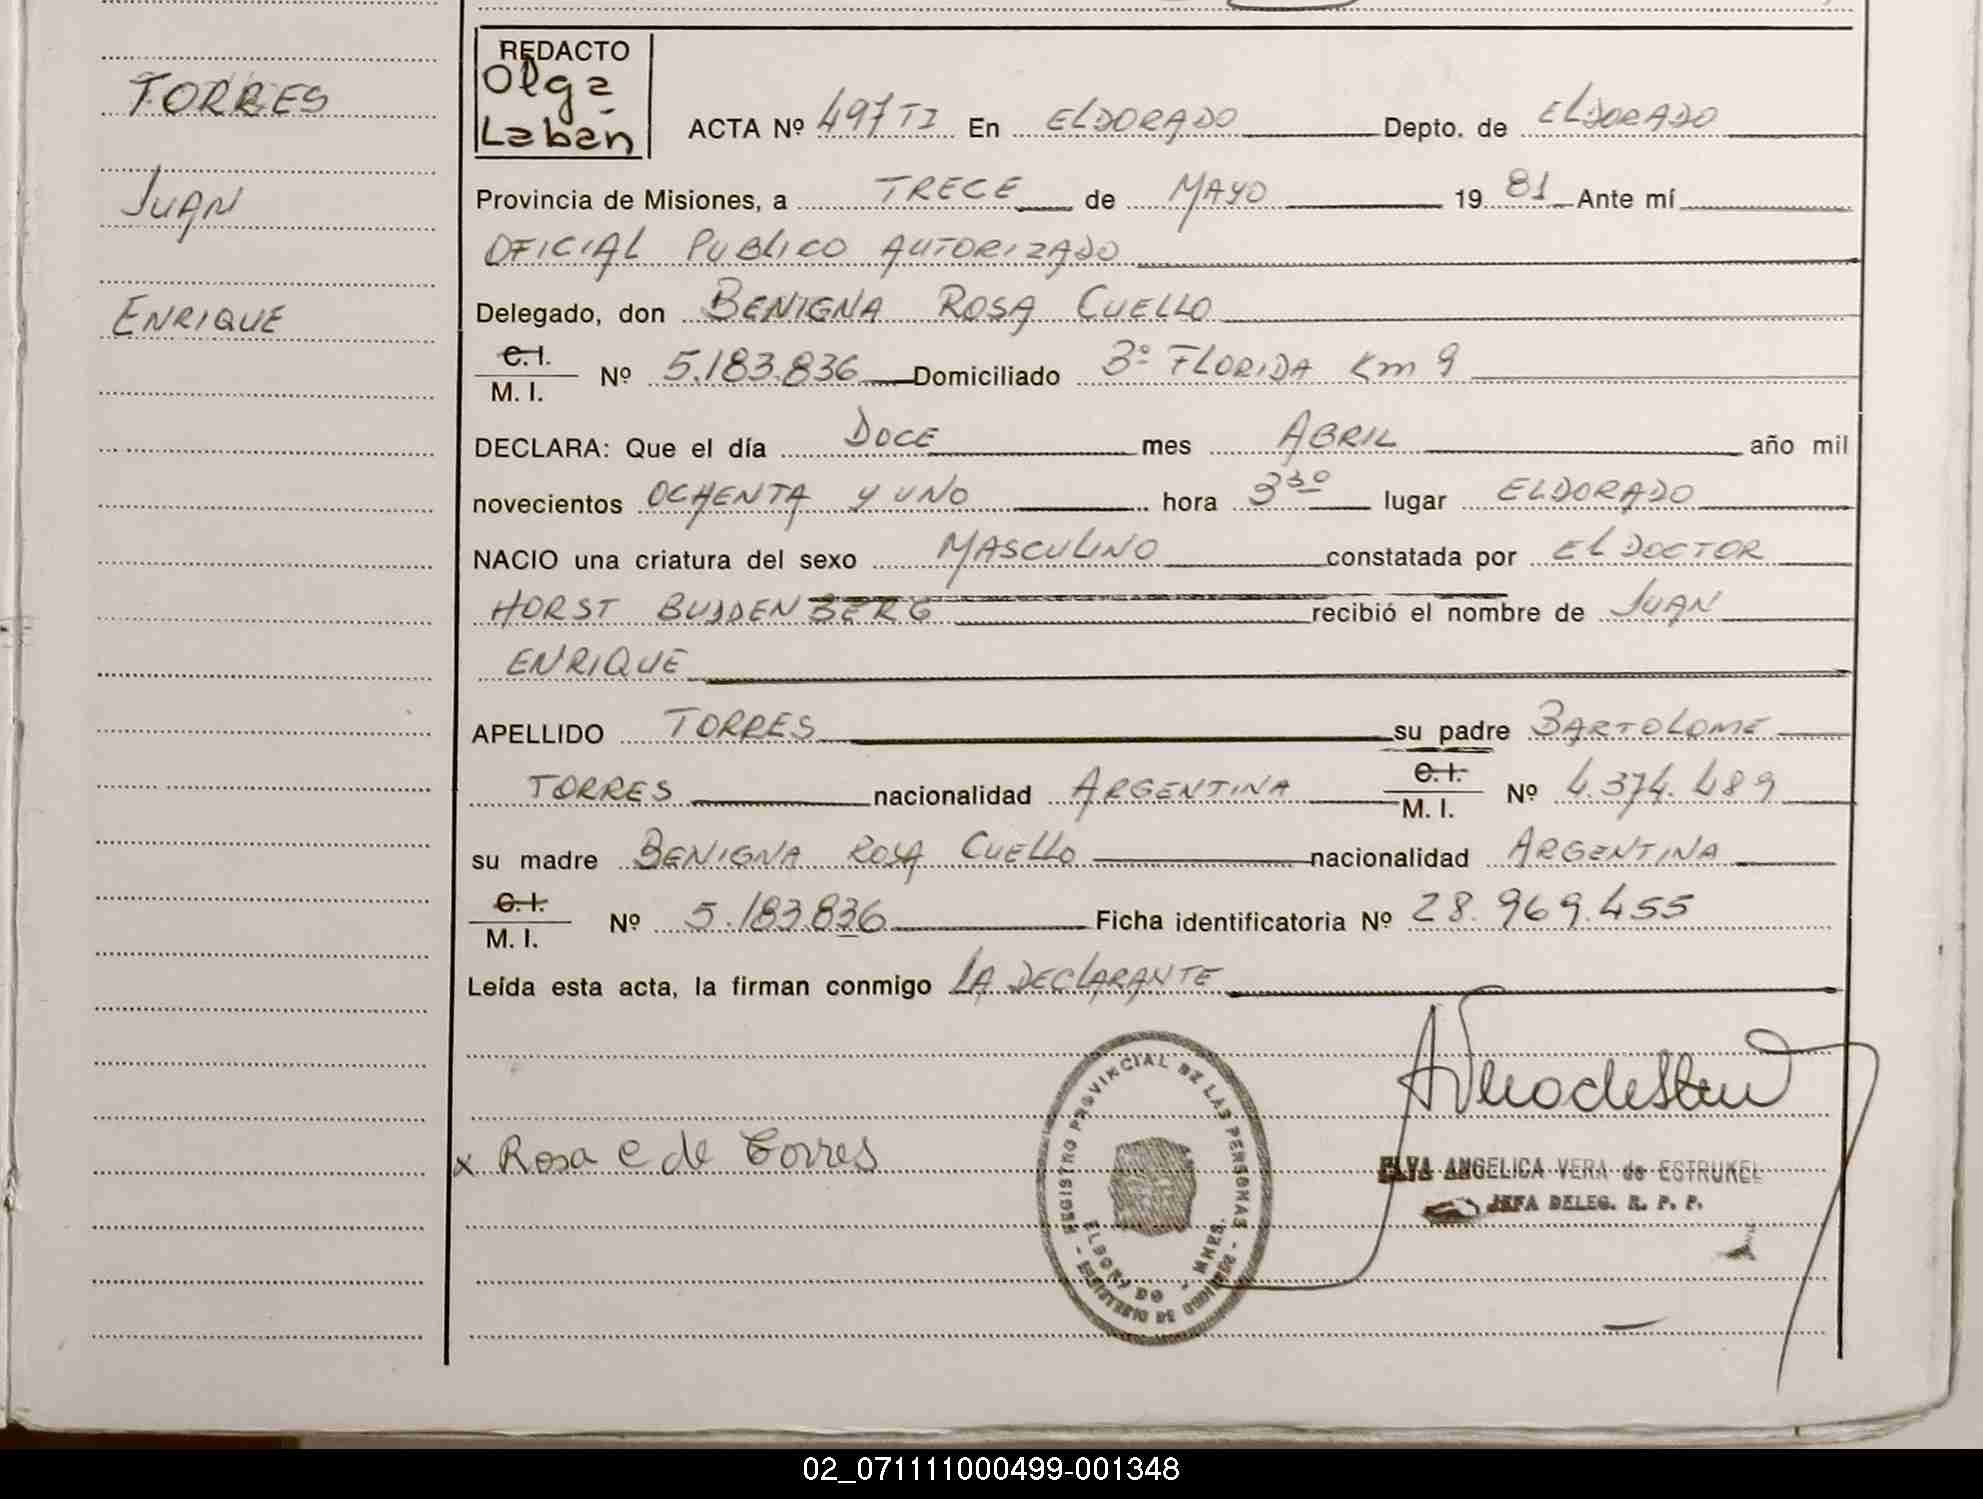 TORRES
JUAN
ENRIQUE
REDACTO
Olga
Laban
ACTA Nº 497 TI En ELDORADO Depto. de ELDORADO
Provincia de Misiones, a TRECE de MAYO 19 81 Ante mí
OFICIAL PUBLICO AUTORIZADO
Delegado, don BENIGNA ROSA CUELLO
C. I.
M. I. Nº 5.183.836 Domiciliado 3º FLORIDA Km 9
DECLARA: Que el día DOCE mes ABRIL año mil
novecientos OCHENTA y UNO hora 3 30 lugar ELDORADO
NACIO una criatura del sexo MASCULINO constatada por EL DOCTOR
HORST BUDDENBERG recibió el nombre de JUAN
ENRIQUE
APELLIDO TORRES su padre BARTOLOME
TORRES nacionalidad ARGENTINA C. I. M. I. Nº 4.374.489
su madre BENIGNA ROSA CUELLO nacionalidad ARGENTINA
C. I.
M. I. Nº 5.183.836 Ficha identificatoria Nº 28.969.455
Leída esta acta, la firman conmigo LA DECLARANTE
x Rosa C de Torres
REGISTRO PROVINCIAL DE LAS PERSONAS
ELDORADO - MNES.
ANGELICA VERA de ESTRUKEL
JEFA DELEG. R. P. P.
02_071111000499-001348